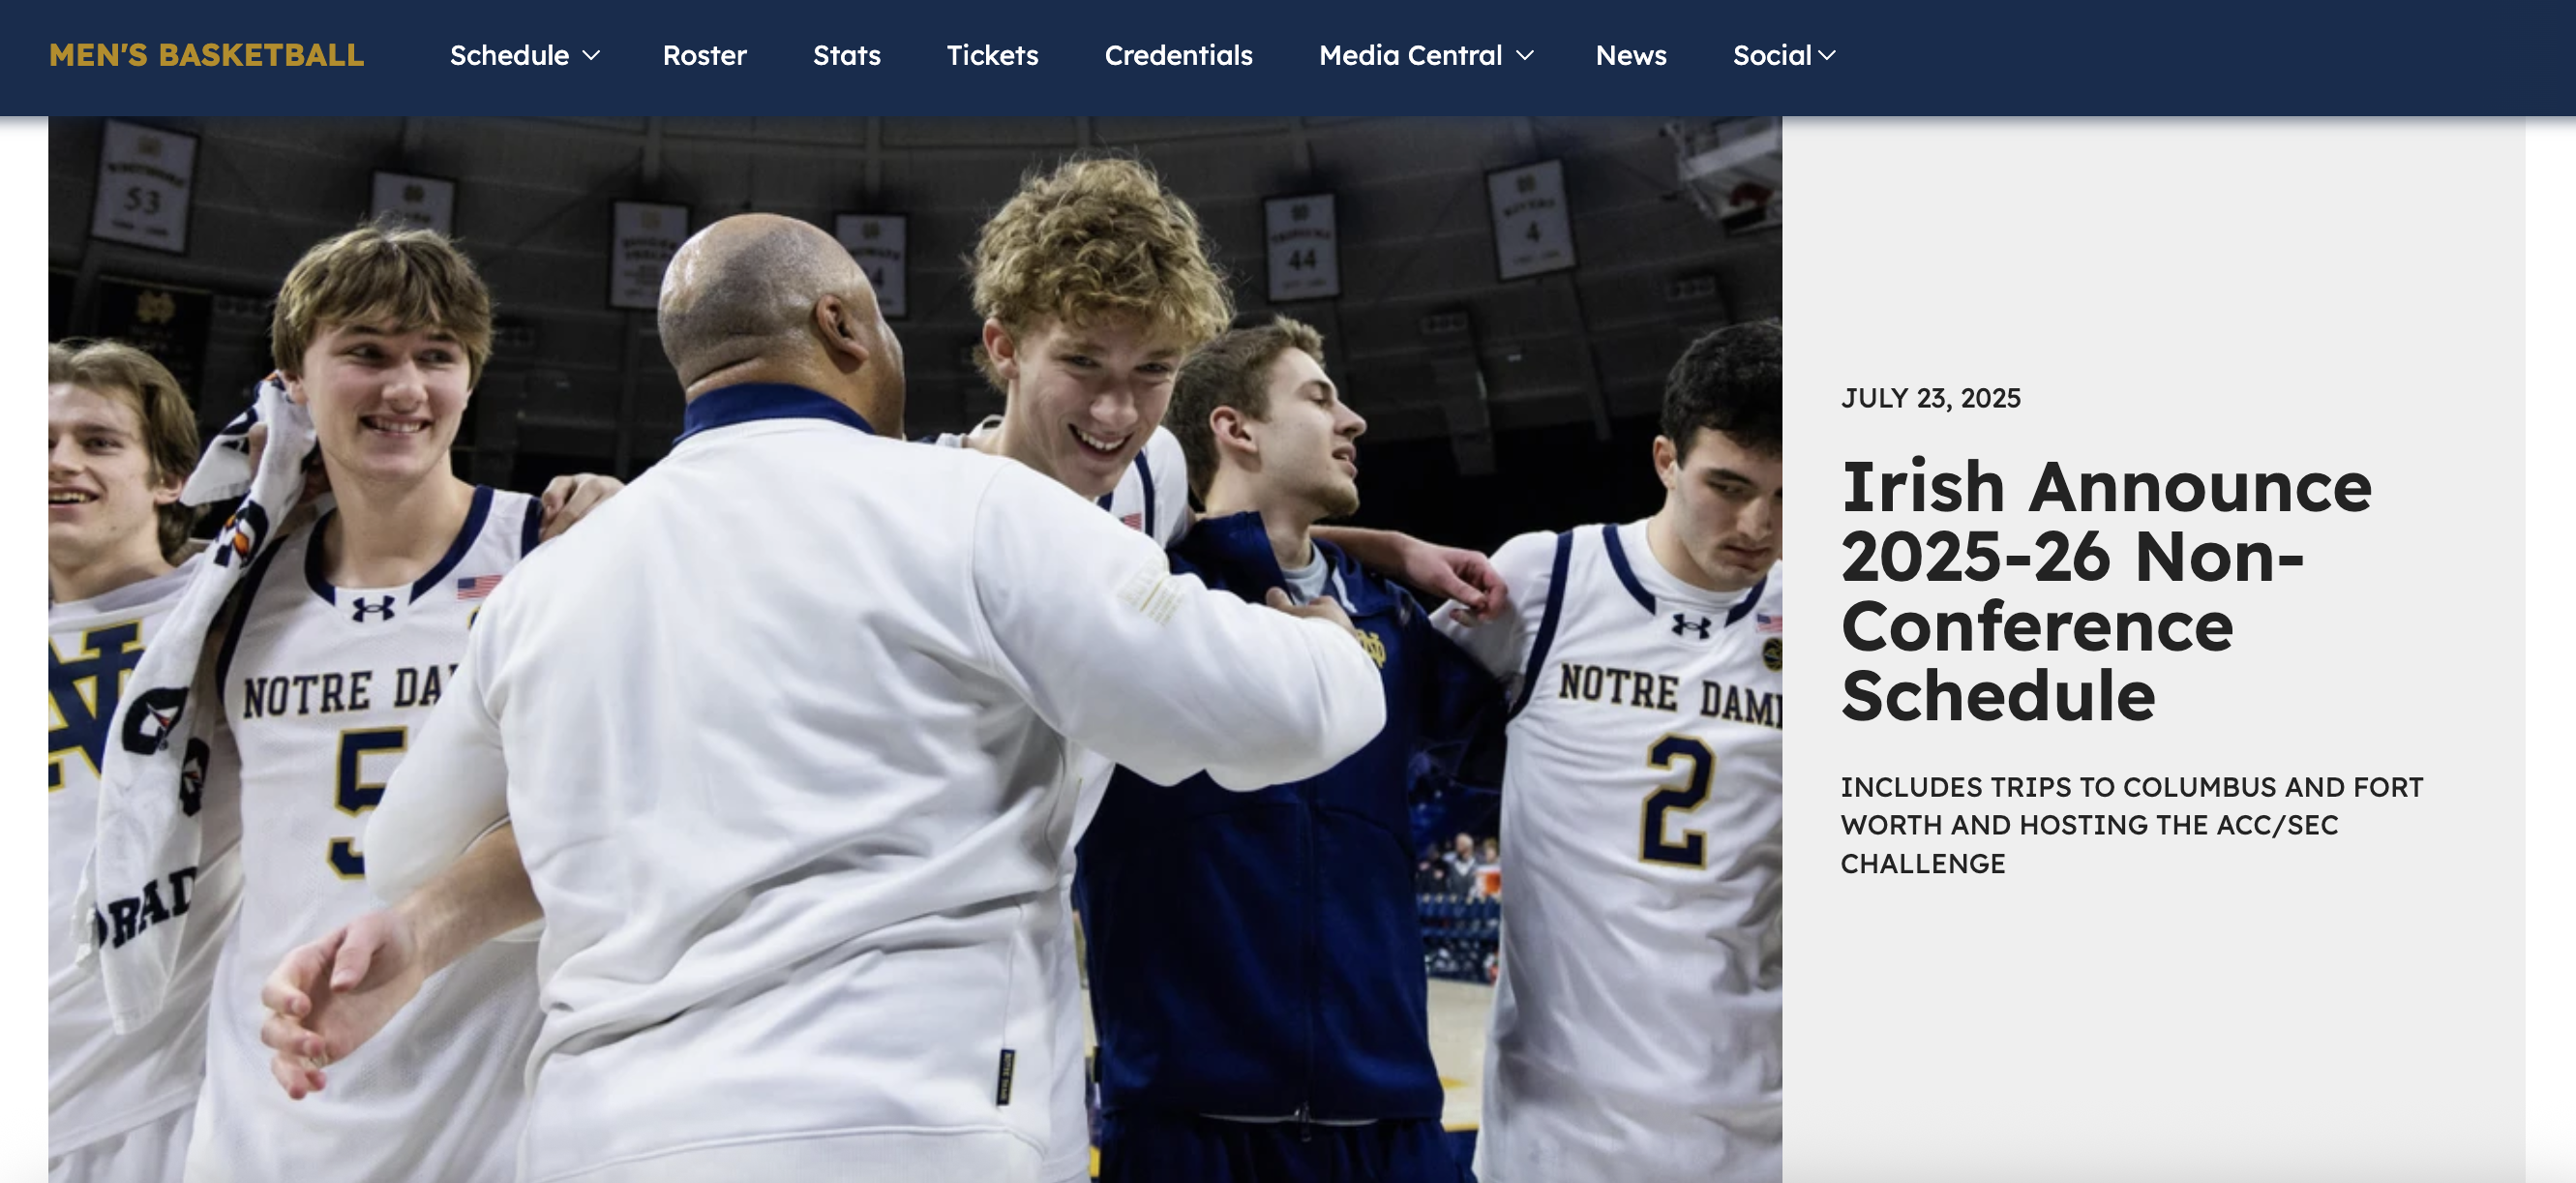 MEN'S BASKETBALL
Schedule
Roster
Stats
Tickets
Credentials
Media Central
News
Social
53
44
4
NOTRE DA
5
NOTRE DAME
2
JULY 23, 2025
Irish Announce
2025-26 Non-
Conference
Schedule
INCLUDES TRIPS TO COLUMBUS AND FORT
WORTH AND HOSTING THE ACC/SEC
CHALLENGE